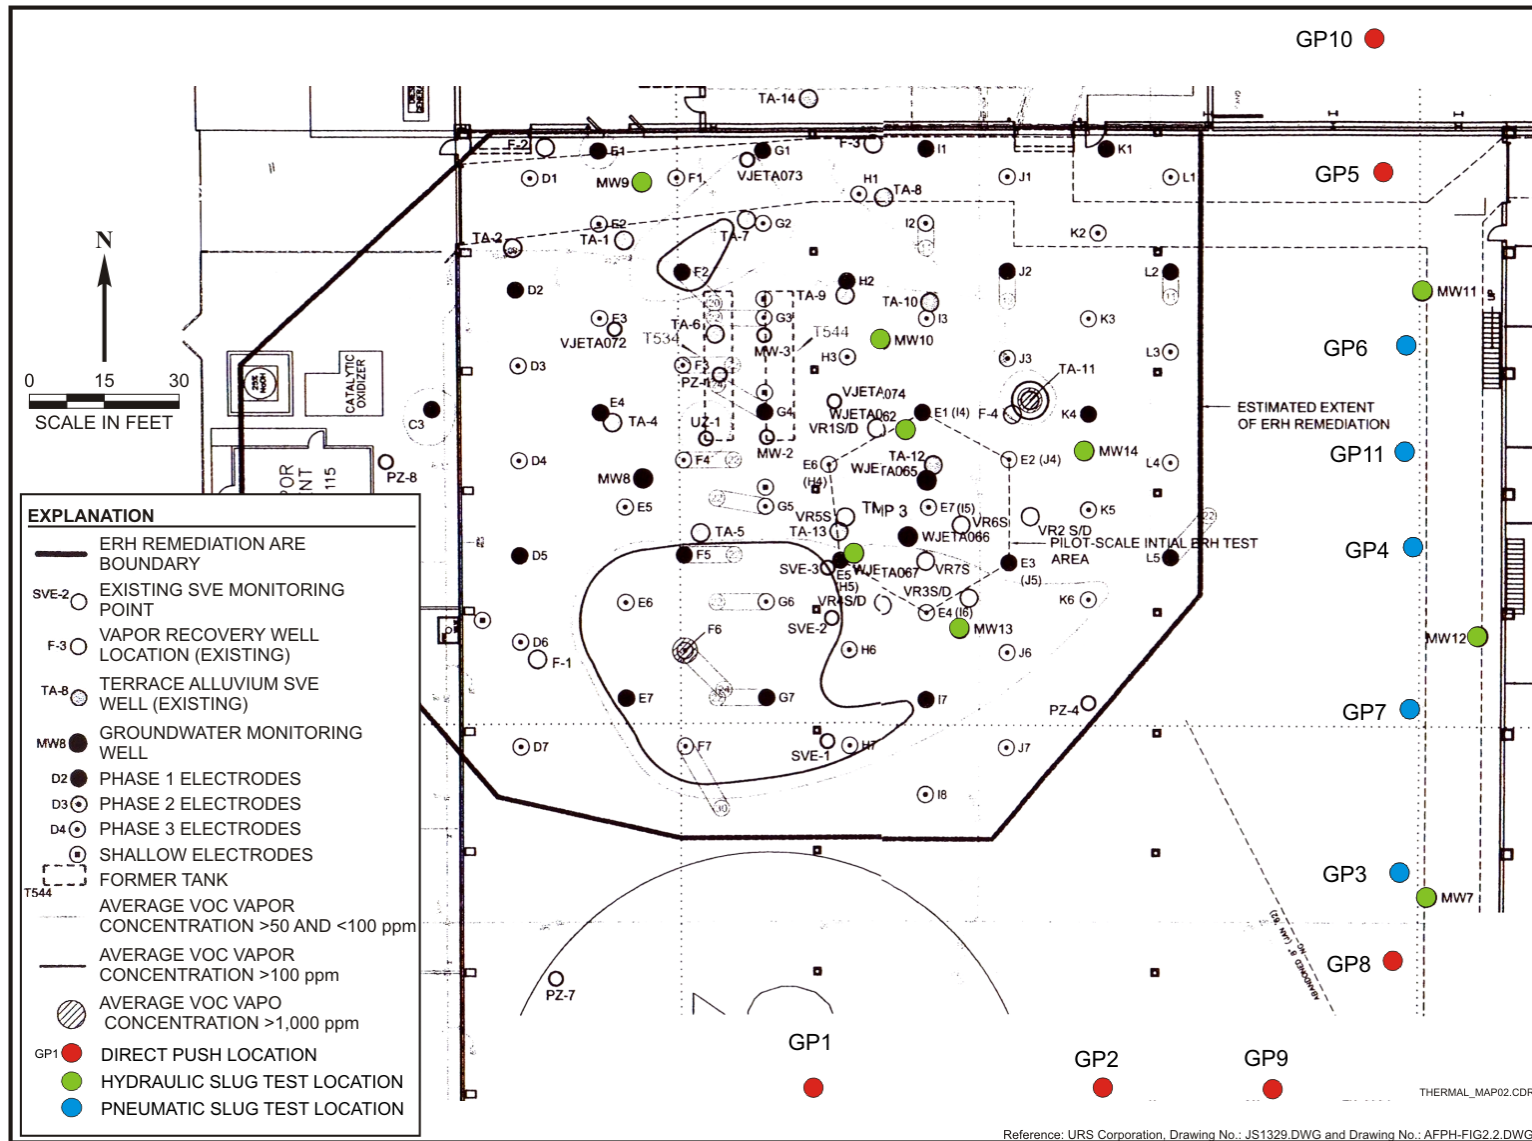 GP10
TA-14
F-2
E1
G1
F-3
I1
K1
VJETA073
D1
MW9
F1
H1
TA-8
J1
L1
GP5
E2
TA-2
TA-1
TA-7
G2
I2
K2
N
F2
H2
J2
L2
D2
TA-9
TA-10
MW11
E3
TA-6
G3
I3
K3
VJETA072
T534
T544
MW-3
MW10
GP6
D3
F3
H3
J3
L3
PZ-1
TA-11
0 15 30
SCALE IN FEET
25% NaOH
CATALYTIC
OXIDIZER
C3
E4
TA-4
G4
VJETA074
WJETA062
VR1S/D
E1 (I4)
F-4
K4
ESTIMATED EXTENT
OF ERH REMEDIATION
UZ-1
MW-2
MW14
GP11
PZ-8
115
D4
F4
E6
(H4)
TA-12
WJETA065
E2 (J4)
L4
MW8
E5
G5
VR5S
TMP 3
E7 (I5)
VR6S
VR2 S/D
K5
22
TA-5
TA-13
WJETA066
PILOT-SCALE INTIAL ERH TEST
AREA
GP4
D5
F5
SVE-3
E5
(H5)
WJETA067
VR7S
E3
(J5)
L5
E6
G6
VR4S/D
VR3S/D
E4 (I6)
K6
SVE-2
MW13
MW12
D6
F-1
F6
H6
J6
E7
G7
I7
PZ-4
GP7
D7
F7
SVE-1
H7
J7
30
I8
GP3
MW7
GP8
ABANDONED 8" (JAN '62)
PZ-7
GP1
GP2
GP9
EXPLANATION
ERH REMEDIATION ARE
BOUNDARY
SVE-2 EXISTING SVE MONITORING
POINT
F-3 VAPOR RECOVERY WELL
LOCATION (EXISTING)
TA-8 TERRACE ALLUVIUM SVE
WELL (EXISTING)
MW8 GROUNDWATER MONITORING
WELL
D2 PHASE 1 ELECTRODES
D3 PHASE 2 ELECTRODES
D4 PHASE 3 ELECTRODES
SHALLOW ELECTRODES
T544 FORMER TANK
AVERAGE VOC VAPOR
CONCENTRATION >50 AND <100 ppm
AVERAGE VOC VAPOR
CONCENTRATION >100 ppm
AVERAGE VOC VAPO
CONCENTRATION >1,000 ppm
GP1 DIRECT PUSH LOCATION
HYDRAULIC SLUG TEST LOCATION
PNEUMATIC SLUG TEST LOCATION
THERMAL_MAP02.CDR
Reference: URS Corporation, Drawing No.: JS1329.DWG and Drawing No.: AFPH-FIG2.2.DWG